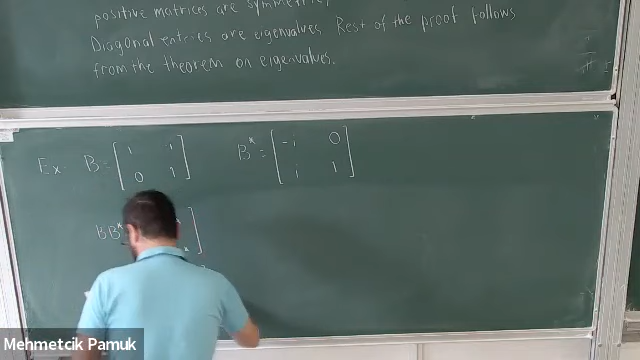 positive matrices are symmetric
Diagonal entries are eigenvalues. Rest of the proof follows
from the theorem on eigenvalues.
Ex- B = [ i 1 B* = [ -i 0
0 1 ] i 1 ]
BB*
Mehmetcik Pamuk